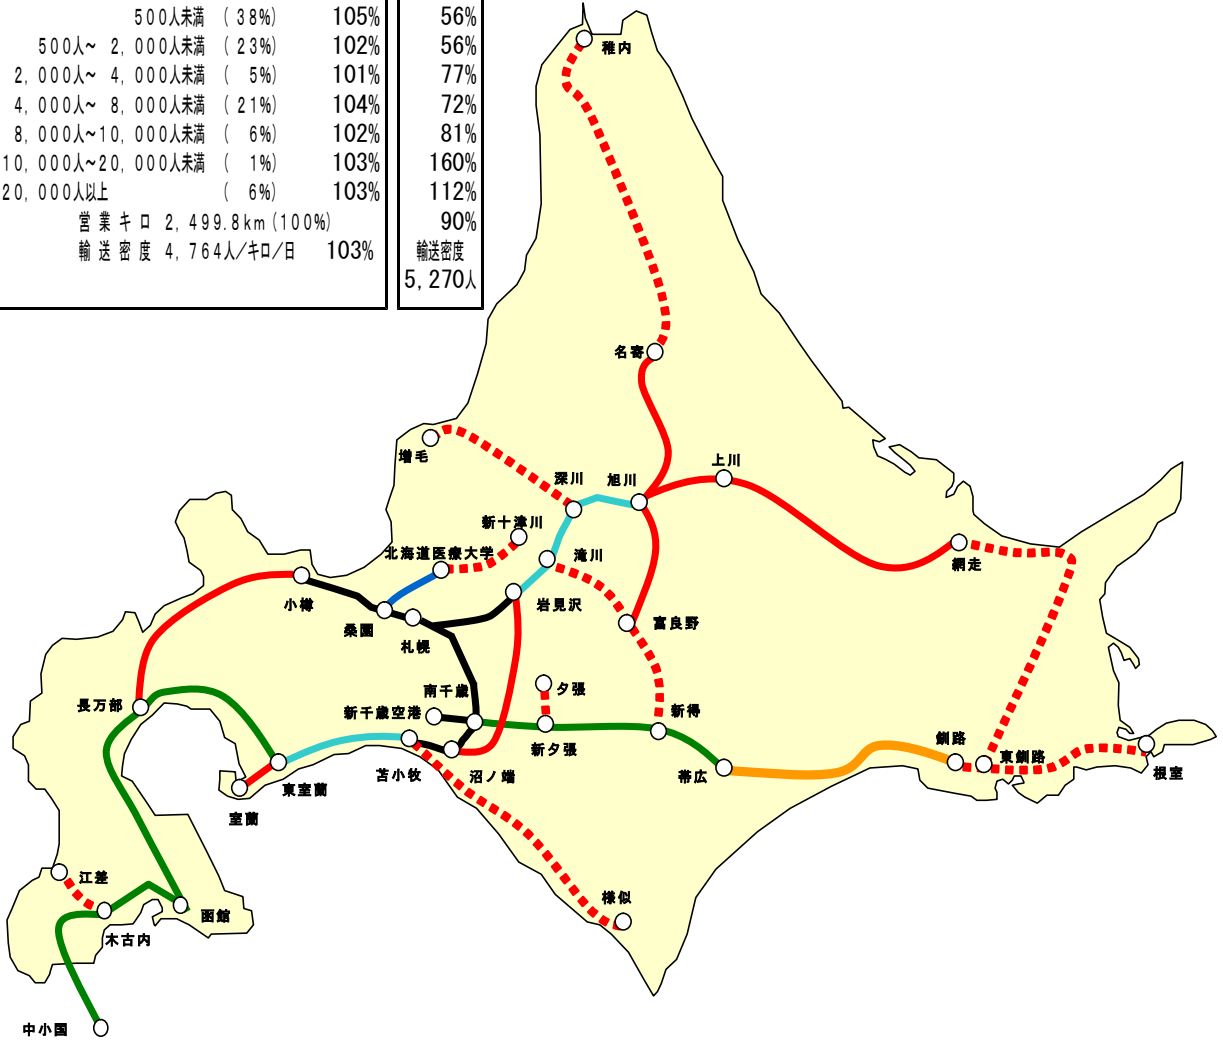 500人未満 (38%) 105%
500人~ 2,000人未満 (23%) 102%
2,000人~ 4,000人未満 ( 5%) 101%
4,000人~ 8,000人未満 (21%) 104%
8,000人~10,000人未満 ( 6%) 102%
10,000人~20,000人未満 ( 1%) 103%
20,000人以上 ( 6%) 103%
営業キロ 2,499.8km(100%)
輸送密度 4,764人/キロ/日 103%
56%
56%
77%
72%
81%
160%
112%
90%
輸送密度
5,270人
稚内
名寄
増毛
上川
深川
旭川
新十津川
北海道医療大学
滝川
網走
小樽
桑園
札幌
岩見沢
富良野
長万部
南千歳
夕張
新千歳空港
新得
新夕張
釧路
東釧路
根室
東室蘭
苫小牧
沼ノ端
帯広
室蘭
江差
様似
函館
木古内
中小国